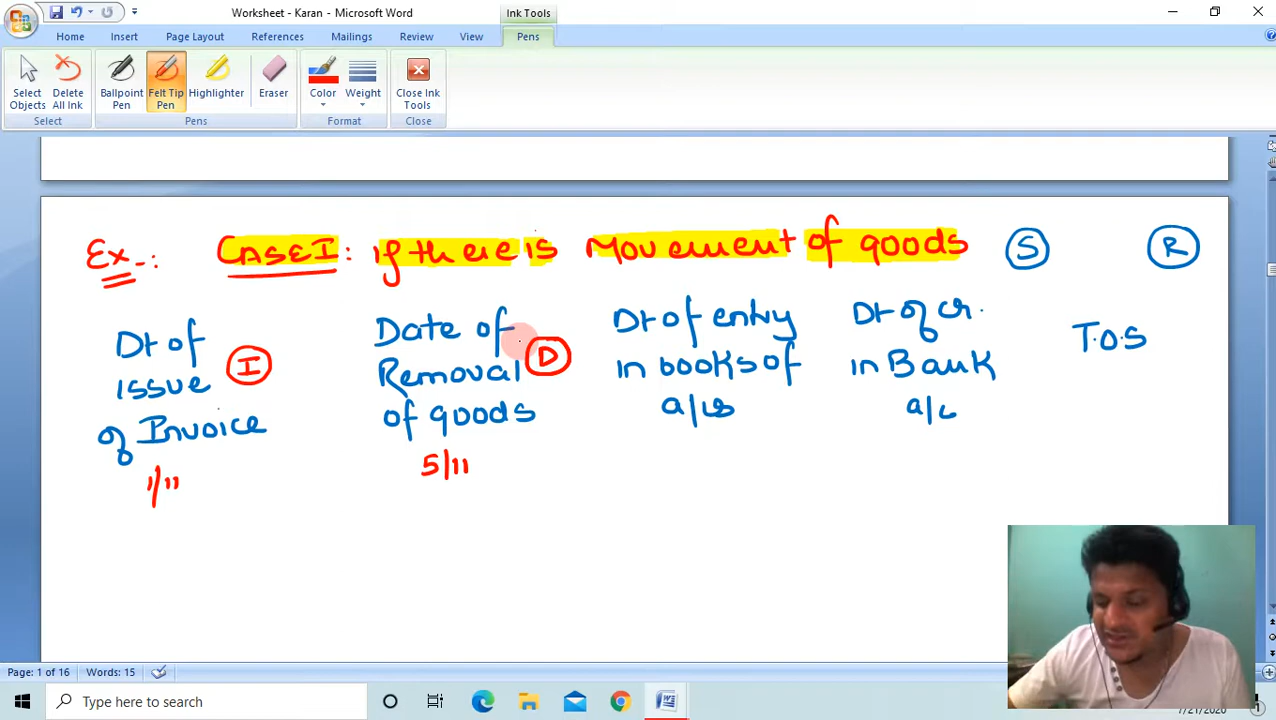 Worksheet - Karan - Microsoft Word
Ink Tools
Home
Insert
Page Layout
References
Mailings
Review
View
Pens
Select Objects
Delete All Ink
Ballpoint Pen
Felt Tip Pen
Highlighter
Eraser
Color
Weight
Close Ink Tools
Select
Pens
Format
Close
Ex-: CASE I: if there is Movement of goods S R
Dt of issue of Invoice I
1/11
Date of Removal of goods D
5/11
Dt of entry in books of a/cs
Dt of cr. in Bank a/c
T.O.S
Page: 1 of 16
Words: 15
Type here to search
7/21/2020